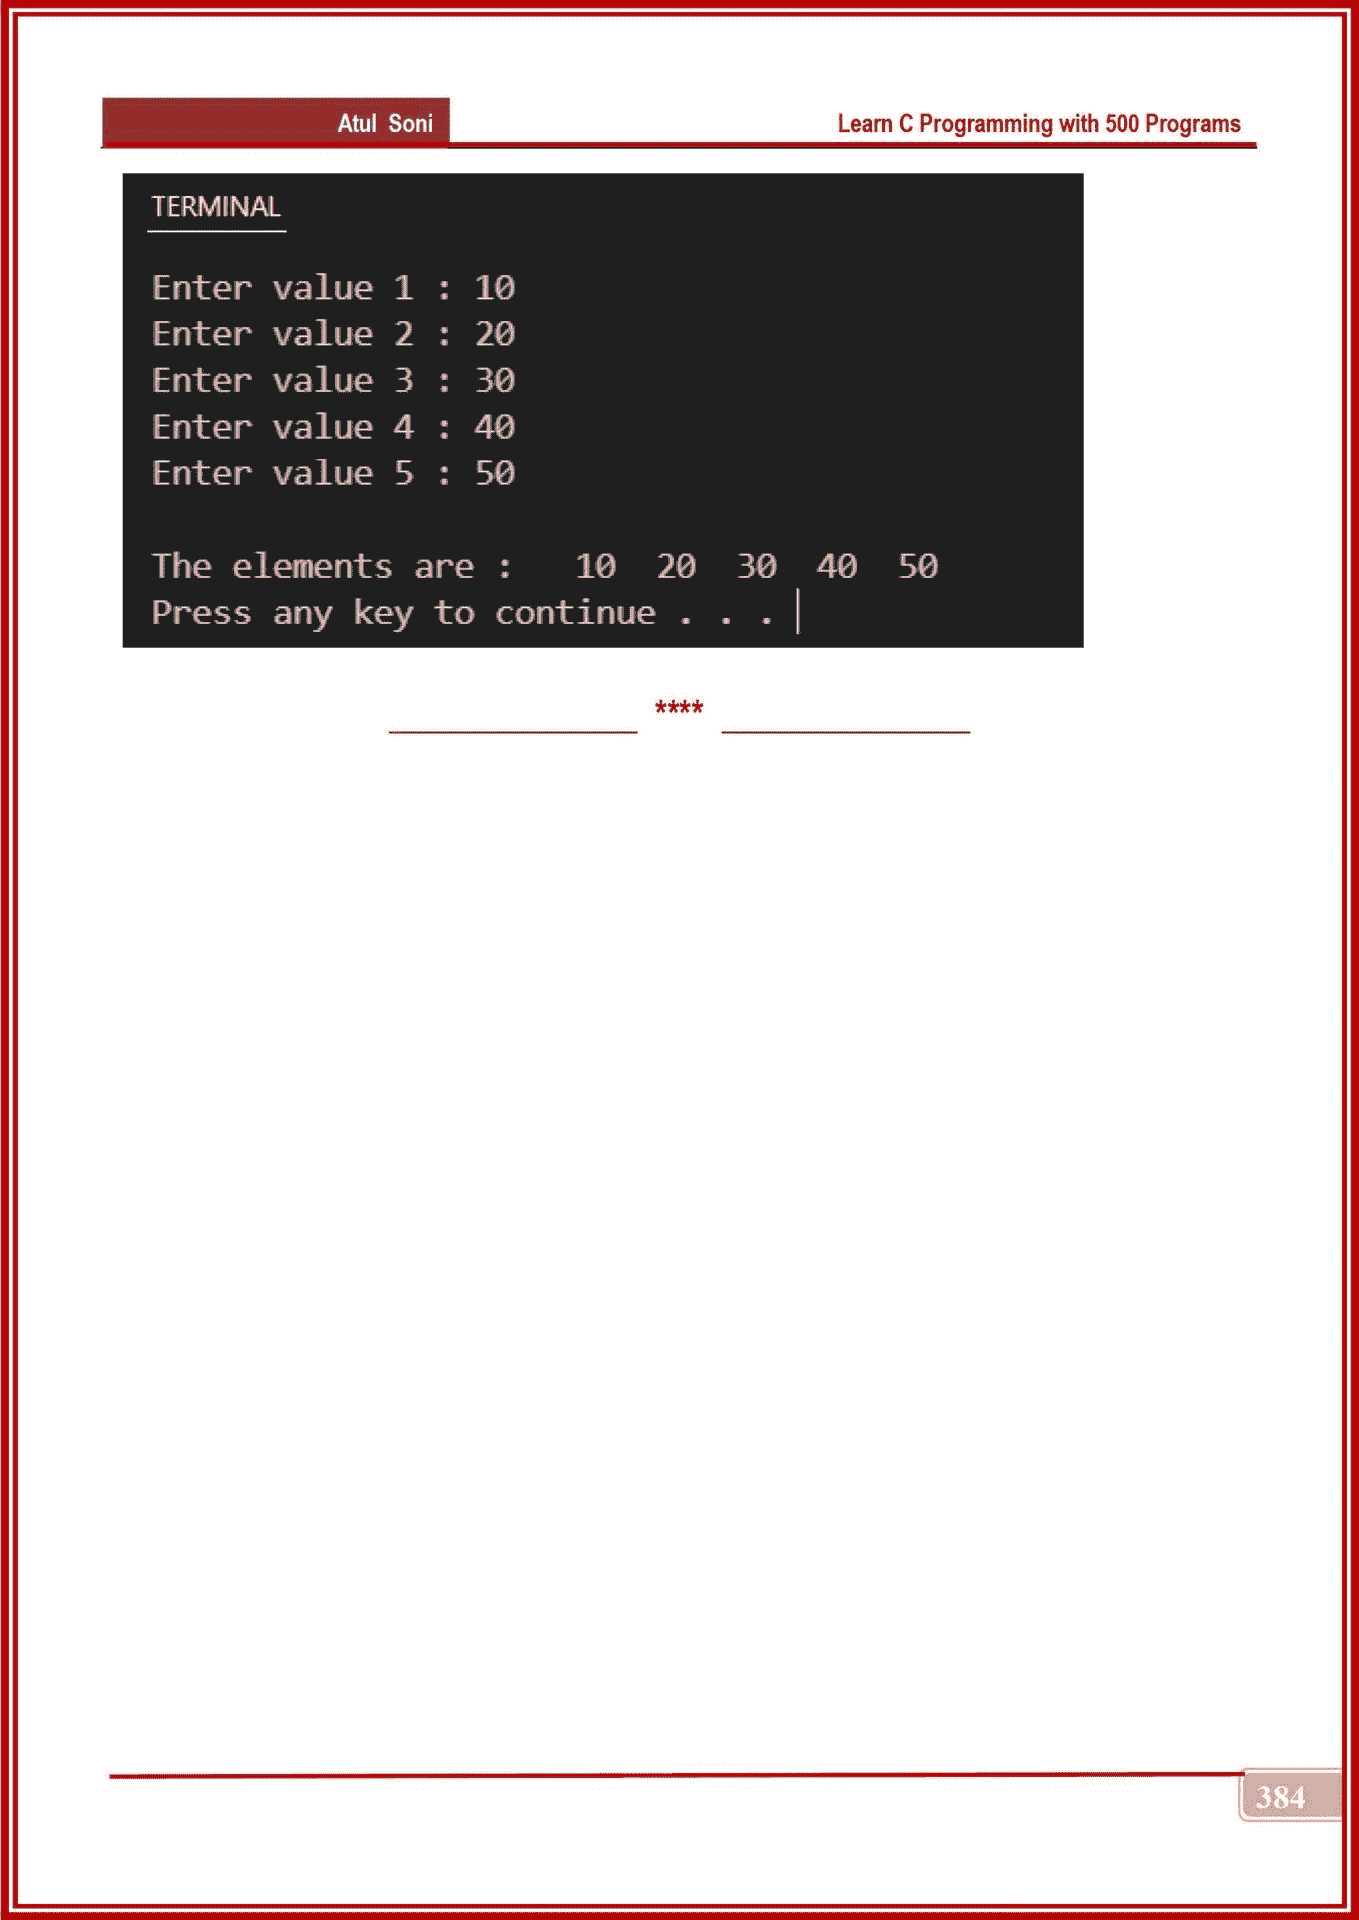 Atul Soni
Learn C Programming with 500 Programs
TERMINAL
Enter value 1 : 10
Enter value 2 : 20
Enter value 3 : 30
Enter value 4 : 40
Enter value 5 : 50
The elements are : 10 20 30 40 50
Press any key to continue . . .
****
384